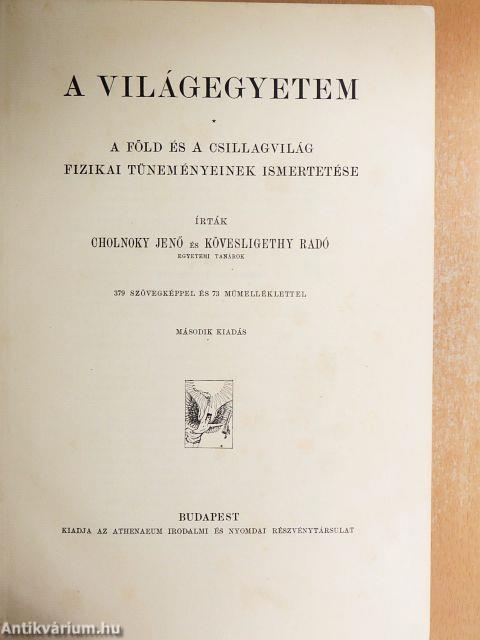 A VILÁGEGYETEM
*
A FÖLD ÉS A CSILLAGVILÁG
FIZIKAI TÜNEMÉNYEINEK ISMERTETÉSE
ÍRTÁK
CHOLNOKY JENŐ ÉS KÖVESLIGETHY RADÓ
EGYETEMI TANÁROK
379 SZÖVEGKÉPPEL ÉS 73 MŰMELLÉKLETTEL
MÁSODIK KIADÁS
BUDAPEST
KIADJA AZ ATHENAEUM IRODALMI ÉS NYOMDAI RÉSZVÉNYTÁRSULAT
Antikvárium.hu